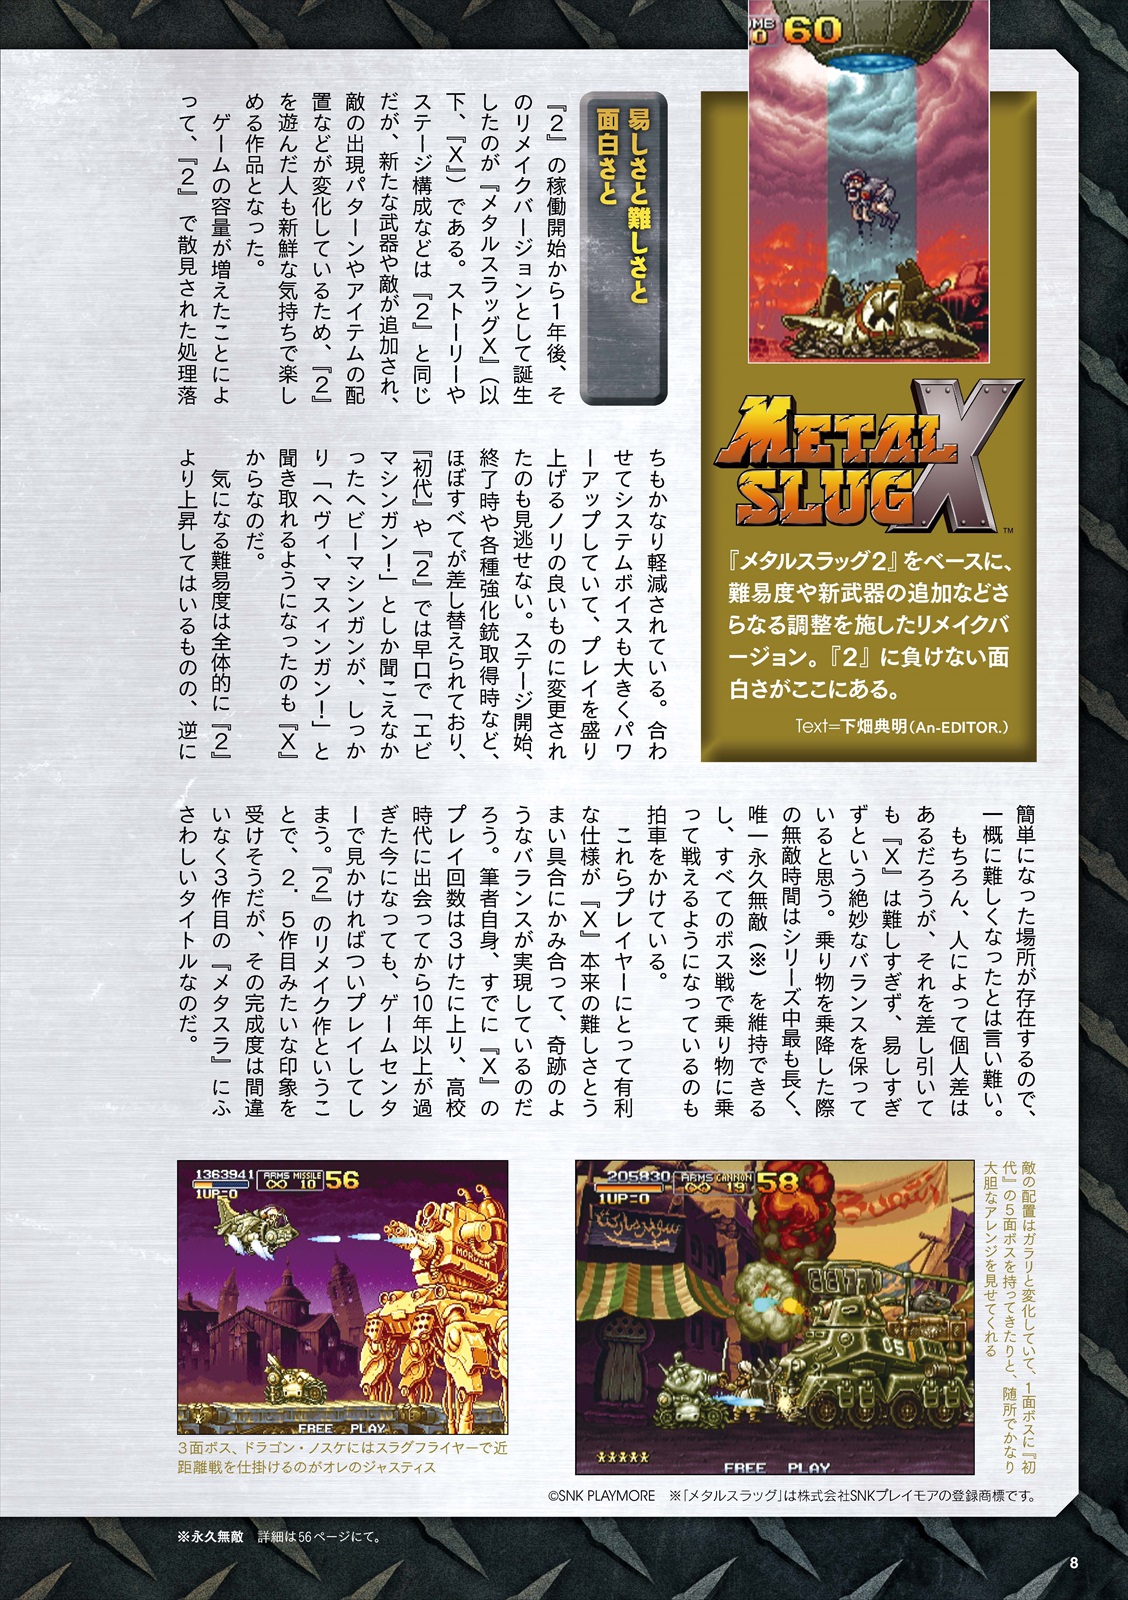 OMB
0 60
METAL
SLUG X
TM
『メタルスラッグ2』をベースに、
難易度や新武器の追加などさ
らなる調整を施したリメイクバ
ージョン。『2』に負けない面
白さがここにある。
Text=下畑典明(An-EDITOR.)
易しさと難しさと
面白さと
『2』の稼働開始から1年後、そ
のリメイクバージョンとして誕生
したのが『メタルスラッグX』(以
下、『X』)である。ストーリーや
ステージ構成などは『2』と同じ
だが、新たな武器や敵が追加され、
敵の出現パターンやアイテムの配
置などが変化しているため、『2』
を遊んだ人も新鮮な気持ちで楽し
める作品となった。
ゲームの容量が増えたことによ
って、『2』で散見された処理落
ちもかなり軽減されている。合わ
せてシステムボイスも大きくパワ
ーアップしていて、プレイを盛り
上げるノリの良いものに変更され
たのも見逃せない。ステージ開始、
終了時や各種強化銃取得時など、
ほぼすべてが差し替えられており、
『初代』や『2』では早口で「エビ
マシンガン!」としか聞こえなか
ったヘビーマシンガンが、しっか
り「ヘヴィ、マスィンガン!」と
聞き取れるようになったのも『X』
からなのだ。
気になる難易度は全体的に『2』
より上昇してはいるものの、逆に
簡単になった場所が存在するので、
一概に難しくなったとは言い難い。
もちろん、人によって個人差は
あるだろうが、それを差し引いて
も『X』は難しすぎず、易しすぎ
ずという絶妙なバランスを保って
いると思う。乗り物を乗降した際
の無敵時間はシリーズ中最も長く、
唯一永久無敵(※)を維持できる
し、すべてのボス戦で乗り物に乗
って戦えるようになっているのも
拍車をかけている。
これらプレイヤーにとって有利
な仕様が『X』本来の難しさとう
まい具合にかみ合って、奇跡のよ
うなバランスが実現しているのだ
ろう。筆者自身、すでに『X』の
プレイ回数は3けたに上り、高校
時代に出会ってから10年以上が過
ぎた今になっても、ゲームセンタ
ーで見かければついプレイしてし
まう。『2』のリメイク作というこ
とで、2.5作目みたいな印象を
受けそうだが、その完成度は間違
いなく3作目の『メタスラ』にふ
さわしいタイトルなのだ。
敵の配置はガラリと変化していて、1面ボスに『初
代』の5面ボスを持ってきたりと、随所でかなり
大胆なアレンジを見せてくれる
205830 ARMS CANNON 58
1UP=0 ∞ 19
05
FREE PLAY
1363941 ARMS MISSILE 56
1UP=0 ∞ 10
MORDEN
FREE PLAY
3面ボス、ドラゴン・ノスケにはスラグフライヤーで近
距離戦を仕掛けるのがオレのジャスティス
©SNK PLAYMORE ※「メタルスラッグ」は株式会社SNKプレイモアの登録商標です。
※永久無敵 詳細は56ページにて。
8